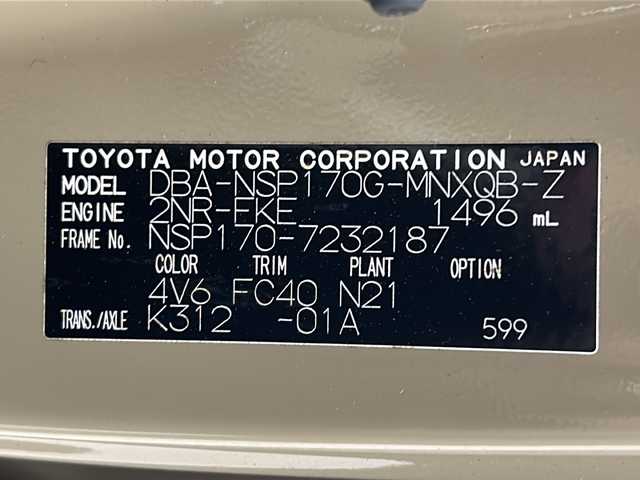 TOYOTA MOTOR CORPORATION JAPAN
MODEL DBA-NSP170G-MNXQB-Z
ENGINE 2NR-FKE 1496 mL
FRAME No. NSP170-7232187
COLOR TRIM PLANT OPTION
4V6 FC40 N21
TRANS./AXLE K312 -01A 599